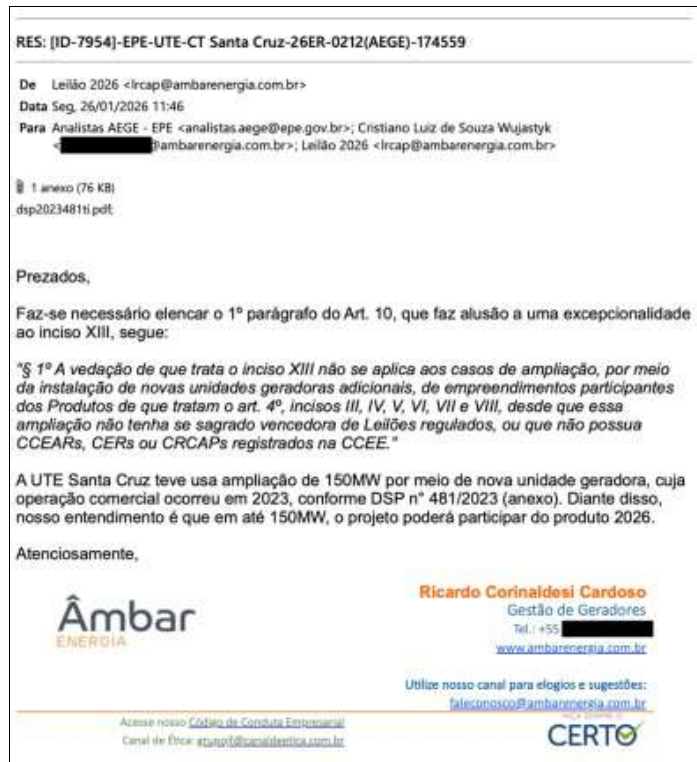 RES: [ID-7954]-EPE-UTE-CT Santa Cruz-26ER-0212(AEGE)-174559
De Leilão 2026 <lrcap@ambarenergia.com.br>
Data Seg, 26/01/2026 11:46
Para Analistas AEGE - EPE <analistas.aege@epe.gov.br>; Cristiano Luiz de Souza Wujastyk
< @ambarenergia.com.br>; Leilão 2026 <lrcap@ambarenergia.com.br>
1 anexo (76 KB)
dsp2023481ti.pdf;
Prezados,
Faz-se necessário elencar o 1º parágrafo do Art. 10, que faz alusão a uma excepcionalidade
ao inciso XIII, segue:
"§ 1º A vedação de que trata o inciso XIII não se aplica aos casos de ampliação, por meio
da instalação de novas unidades geradoras adicionais, de empreendimentos participantes
dos Produtos de que tratam o art. 4º, incisos III, IV, V, VI, VII e VIII, desde que essa
ampliação não tenha se sagrado vencedora de Leilões regulados, ou que não possua
CCEARs, CERs ou CRCAPs registrados na CCEE."
A UTE Santa Cruz teve usa ampliação de 150MW por meio de nova unidade geradora, cuja
operação comercial ocorreu em 2023, conforme DSP n° 481/2023 (anexo). Diante disso,
nosso entendimento é que em até 150MW, o projeto poderá participar do produto 2026.
Atenciosamente,
Âmbar
ENERGIA
Ricardo Corinaldesi Cardoso
Gestão de Geradores
Tel.: +55
www.ambarenergia.com.br
Utilize nosso canal para elogios e sugestões:
faleconosco@ambarenergia.com.br
Acesse nosso Código de Conduta Empresarial
Canal de Ética: grupojf@canaldeetica.com.br
CERTO